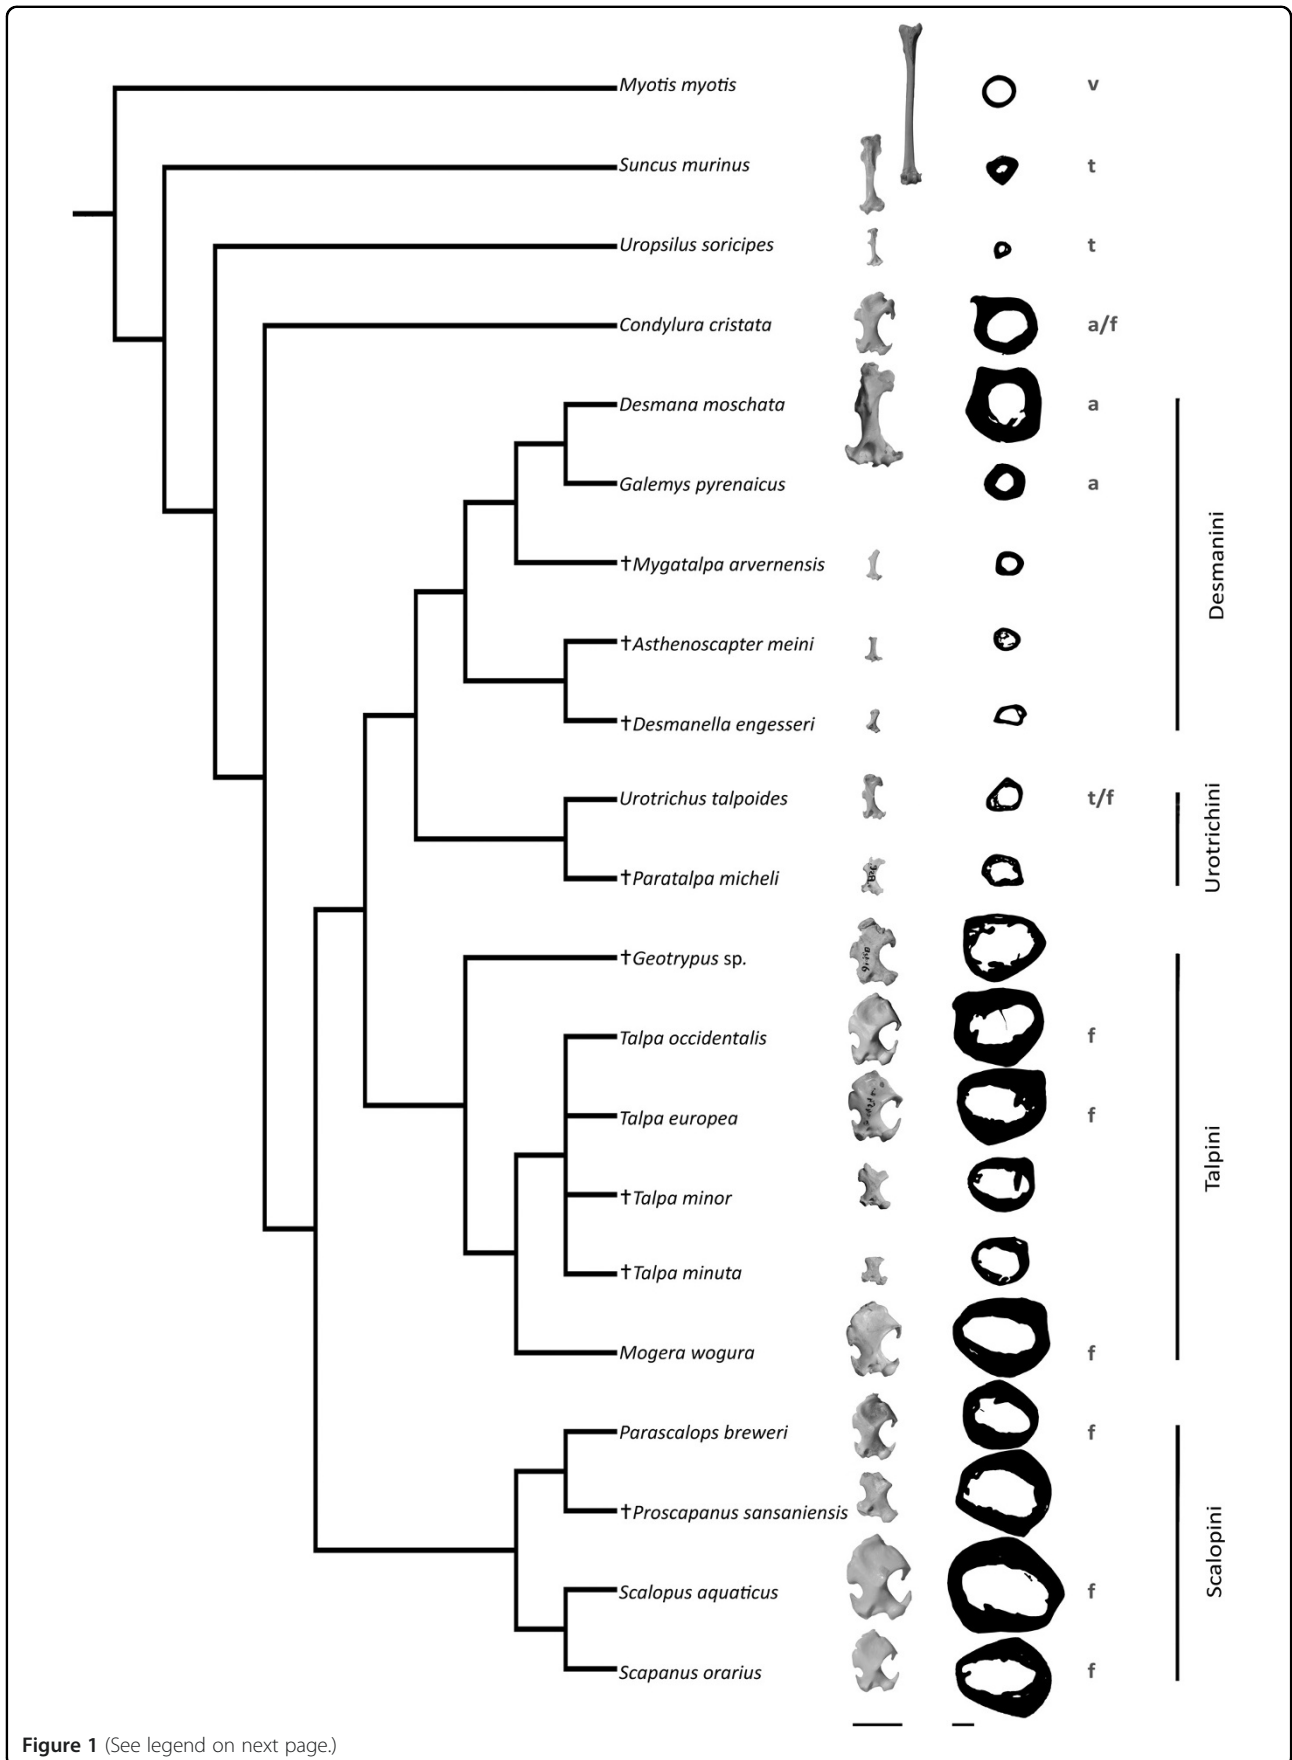 Myotis myotis v
Suncus murinus t
Uropsilus soricipes t
Condylura cristata a/f
Desmana moschata a
Galemys pyrenaicus a
†Mygatalpa arvernensis
†Asthenoscapter meini
†Desmanella engesseri
Desmanini
Urotrichus talpoides t/f
†Paratalpa micheli
Urotrichini
†Geotrypus sp.
Talpa occidentalis f
Talpa europea f
†Talpa minor
†Talpa minuta
Mogera wogura f
Talpini
Parascalops breweri f
†Proscapanus sansaniensis
Scalopus aquaticus f
Scapanus orarius f
Scalopini
Figure 1 (See legend on next page.)